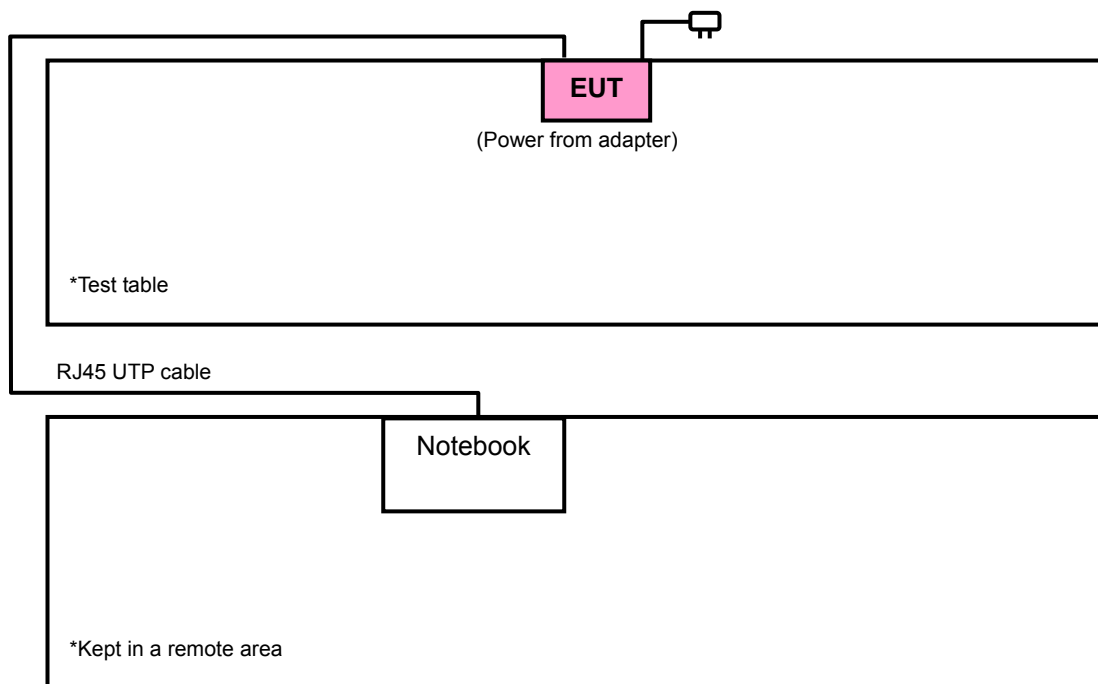 EUT
(Power from adapter)
*Test table
RJ45 UTP cable
Notebook
*Kept in a remote area